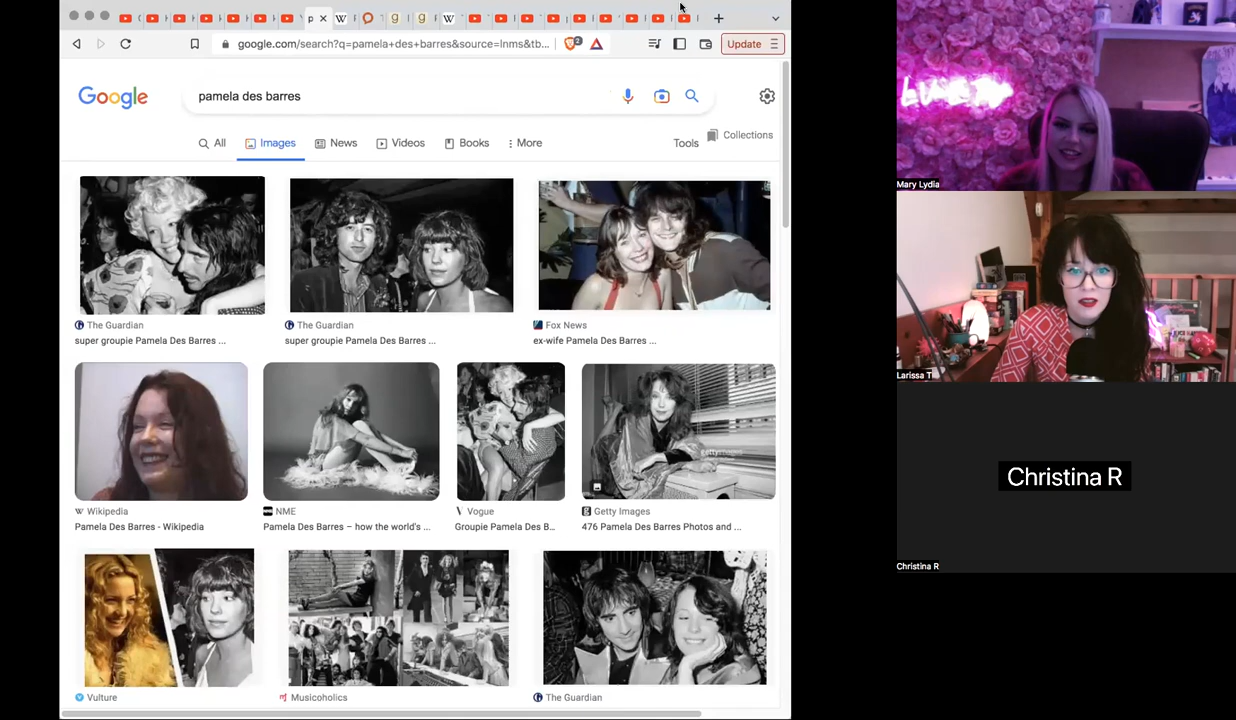 Update
google.com/search?q=pamela+des+barres&source=lnms&tb...
2
Google
pamela des barres
All
Images
News
Videos
Books
More
Tools
Collections
The Guardian
super groupie Pamela Des Barres ...
The Guardian
super groupie Pamela Des Barres ...
Fox News
ex-wife Pamela Des Barres ...
gettyimages
Wikipedia
Pamela Des Barres - Wikipedia
NME
Pamela Des Barres – how the world's ...
Vogue
Groupie Pamela Des B...
Getty Images
476 Pamela Des Barres Photos and ...
Vulture
Musicoholics
The Guardian
Mary Lydia
Larissa T
Christina R
Christina R